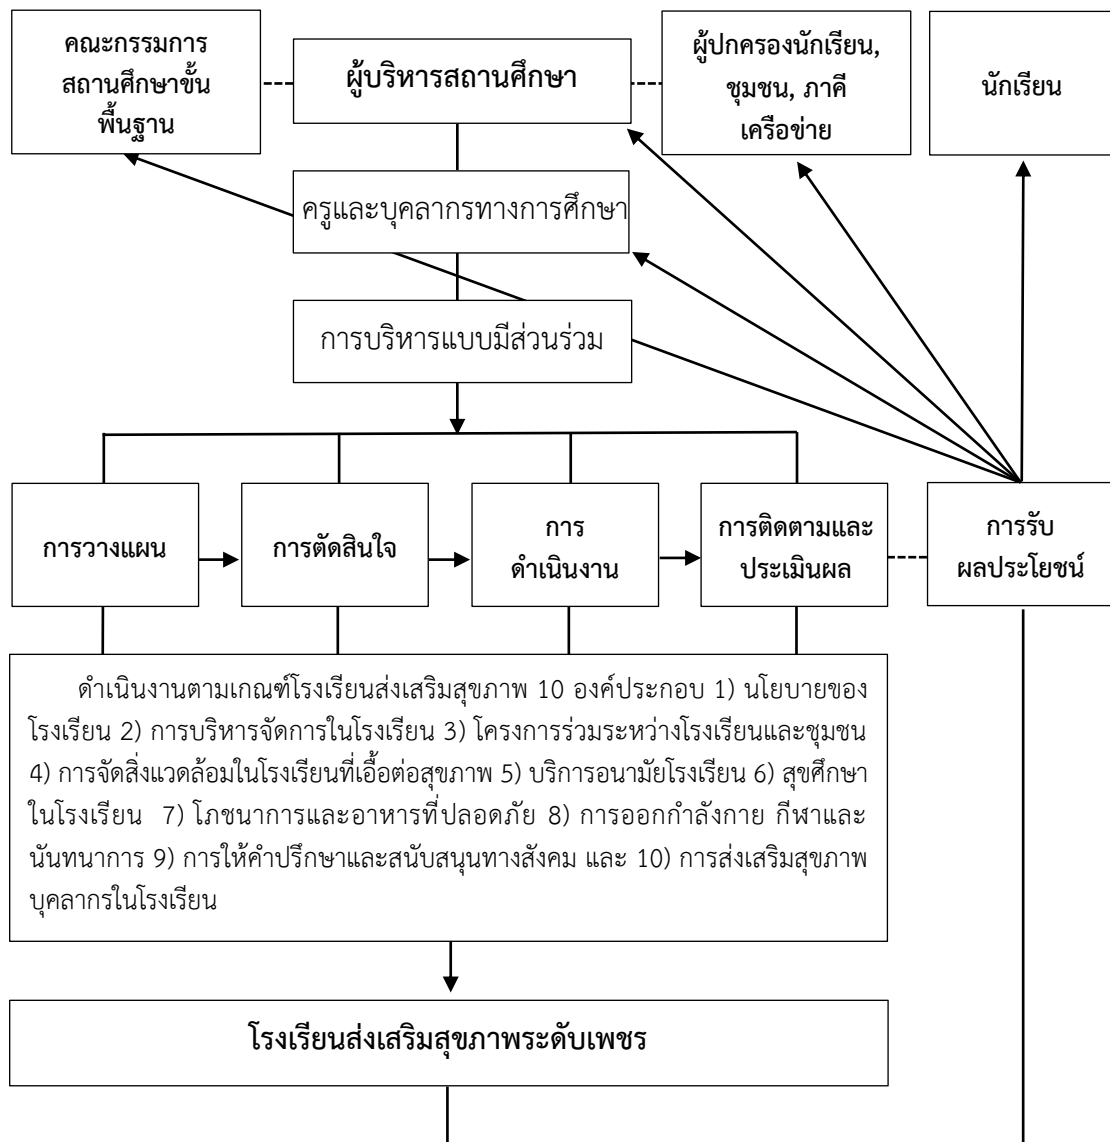 คณะกรรมการ
สถานศึกษาขั้น
พื้นฐาน
ผู้บริหารสถานศึกษา
ผู้ปกครองนักเรียน,
ชุมชน, ภาคี
เครือข่าย
นักเรียน
ครูและบุคลากรทางการศึกษา
การบริหารแบบมีส่วนร่วม
การวางแผน
การตัดสินใจ
การ
ดำเนินงาน
การติดตามและ
ประเมินผล
การรับ
ผลประโยชน์
ดำเนินงานตามเกณฑ์โรงเรียนส่งเสริมสุขภาพ 10 องค์ประกอบ 1) นโยบายของ
โรงเรียน 2) การบริหารจัดการในโรงเรียน 3) โครงการร่วมระหว่างโรงเรียนและชุมชน
4) การจัดสิ่งแวดล้อมในโรงเรียนที่เอื้อต่อสุขภาพ 5) บริการอนามัยโรงเรียน 6) สุขศึกษา
ในโรงเรียน 7) โภชนาการและอาหารที่ปลอดภัย 8) การออกกำลังกาย กีฬาและ
นันทนาการ 9) การให้คำปรึกษาและสนับสนุนทางสังคม และ 10) การส่งเสริมสุขภาพ
บุคลากรในโรงเรียน
โรงเรียนส่งเสริมสุขภาพระดับเพชร